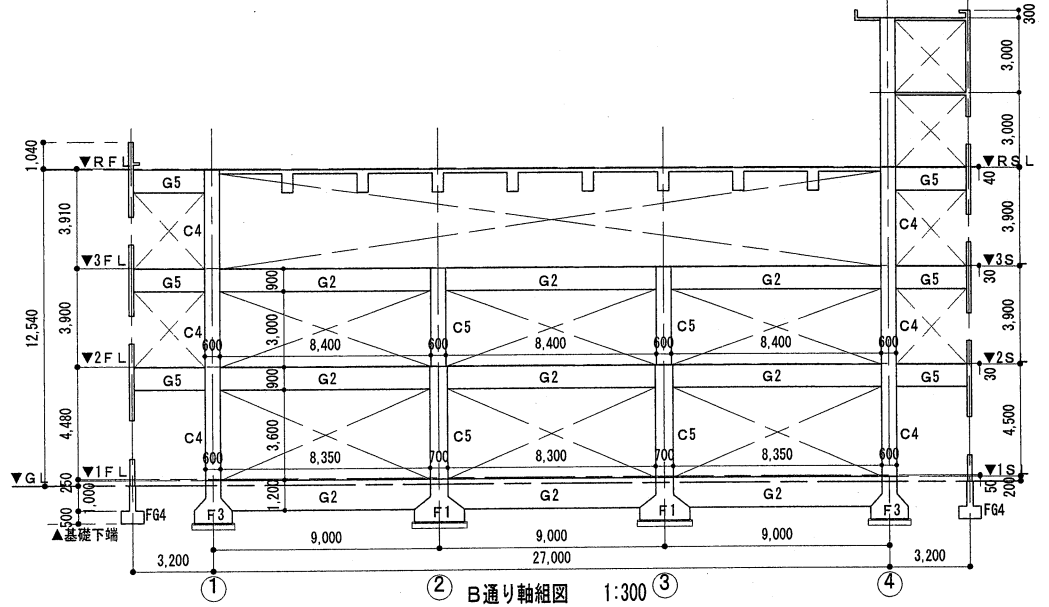 300
3,000
3,000
1,040
▼RFL
▼RSL
40
G5
G5
3,910
C4
C4
3,900
▼3FL
▼3S
30
G5
900
G2
G2
G2
G5
12,540
3,900
C4
3,000
C5
C5
C4
3,900
600
8,400
600
8,400
600
8,400
600
▼2FL
▼2S
30
G5
900
G2
G2
G2
G5
4,480
C4
3,600
C5
C5
C4
4,500
600
8,350
700
8,300
700
8,350
600
▼1FL
▼1S
▼GL
250
50
200
1,000
1,200
G2
G2
G2
500
FG4
F3
F1
F1
F3
FG4
▲基礎下端
9,000
9,000
9,000
27,000
3,200
3,200
1
2
3
4
B通り軸組図 1:300